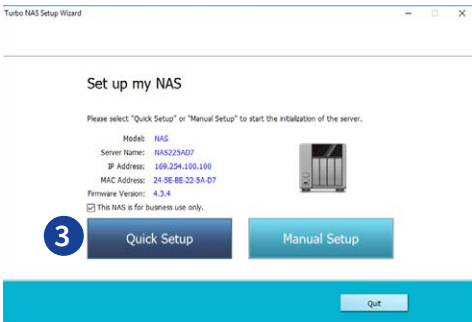 Turbo NAS Setup Wizard
Set up my NAS
Please select "Quick Setup" or "Manual Setup" to start the initialization of the server.
Model: NAS
Server Name: NAS225AD7
IP Address: 169.254.100.100
MAC Address: 24-5E-BE-22-5A-D7
Firmware Version: 4.3.4
This NAS is for business use only.
3 Quick Setup Manual Setup
Quit